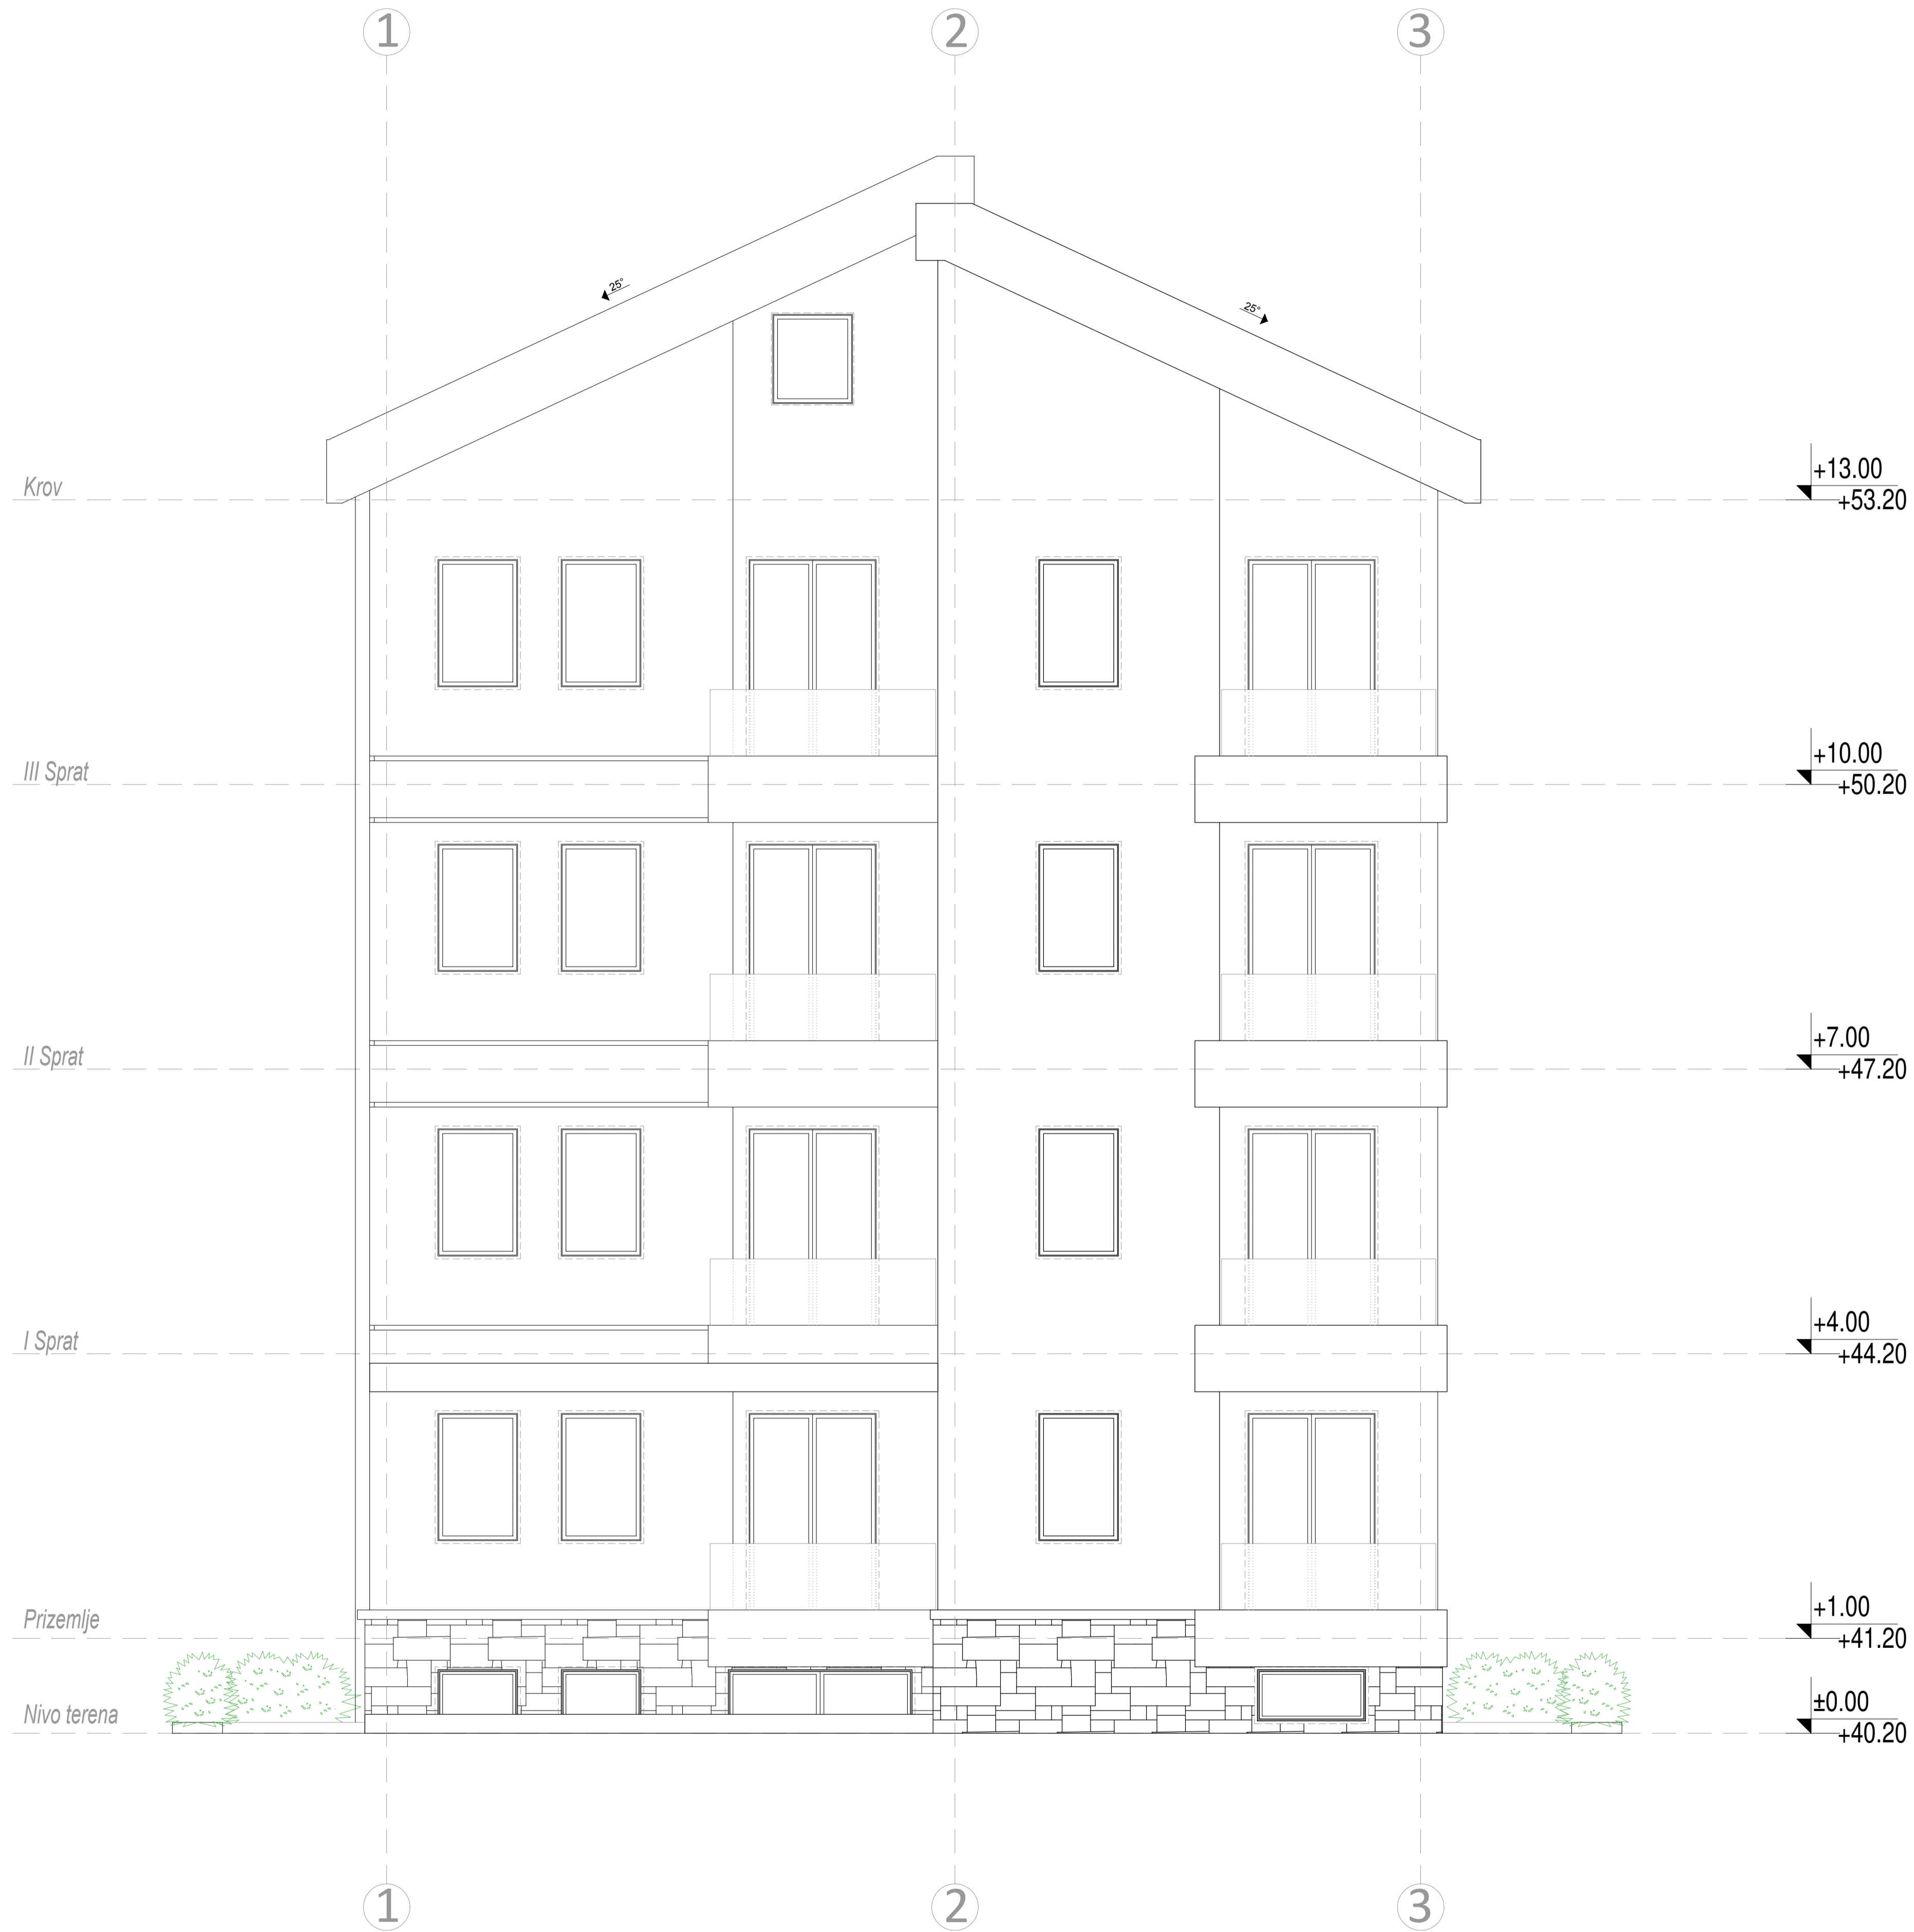 1 2 3
25°
25°
Krov +13.00
+53.20
III Sprat +10.00
+50.20
II Sprat +7.00
+47.20
I Sprat +4.00
+44.20
Prizemlje +1.00
+41.20
Nivo terena ±0.00
+40.20
1 2 3